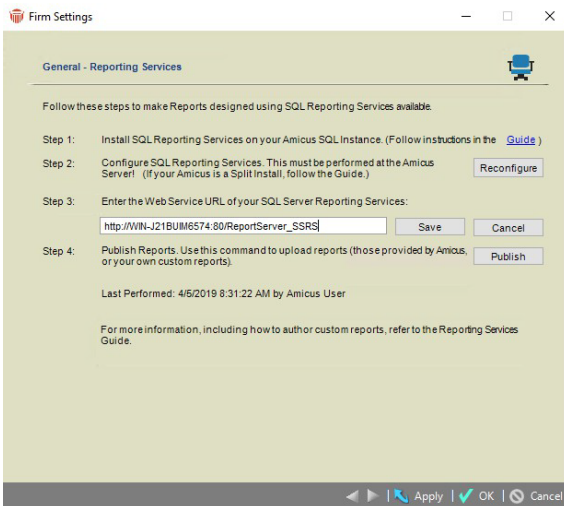 Firm Settings
General - Reporting Services
Follow these steps to make Reports designed using SQL Reporting Services available.
Step 1: Install SQL Reporting Services on your Amicus SQL Instance. (Follow instructions in the Guide )
Step 2: Configure SQL Reporting Services. This must be performed at the Amicus
Server! (If your Amicus is a Split Install, follow the Guide.)
Reconfigure
Step 3: Enter the Web Service URL of your SQL Server Reporting Services:
http://WIN-J21BUIM6574:80/ReportServer_SSRS Save Cancel
Step 4: Publish Reports. Use this command to upload reports (those provided by Amicus,
or your own custom reports).
Publish
Last Performed: 4/5/2019 8:31:22 AM by Amicus User
For more information, including how to author custom reports, refer to the Reporting Services
Guide.
Apply OK Cancel